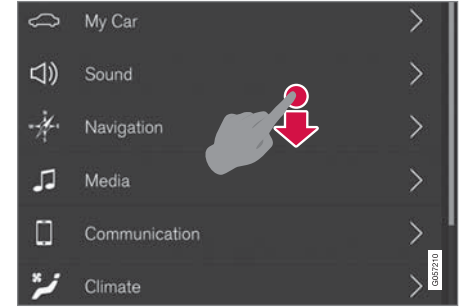 My Car
Sound
Navigation
Media
Communication
Climate
G057210